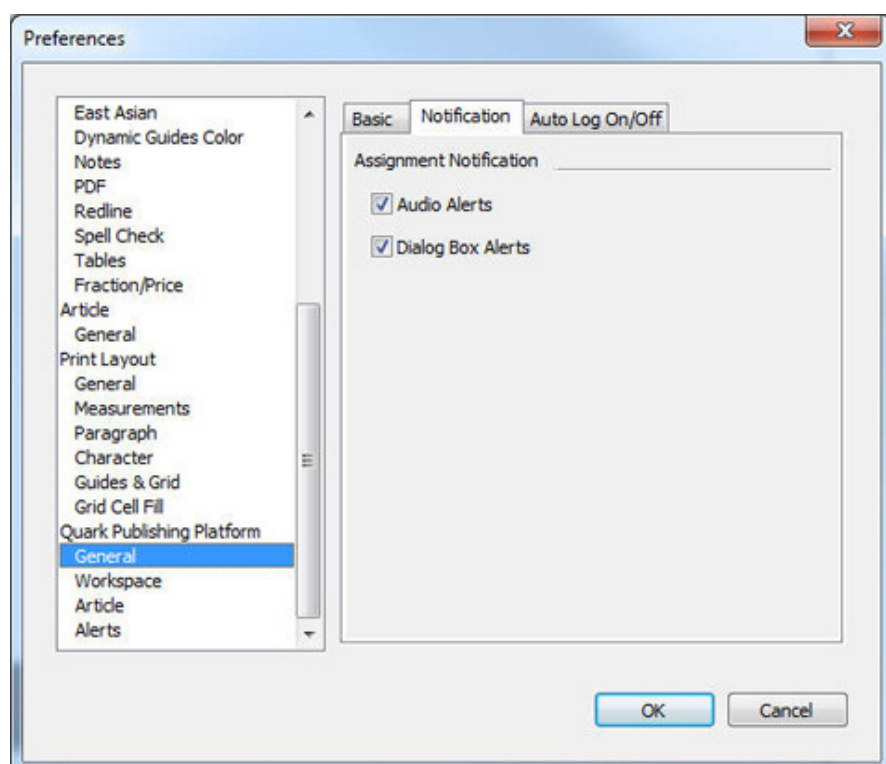 Preferences
East Asian
Dynamic Guides Color
Notes
PDF
Redline
Spell Check
Tables
Fraction/Price
Article
General
Print Layout
General
Measurements
Paragraph
Character
Guides & Grid
Grid Cell Fill
Quark Publishing Platform
General
Workspace
Article
Alerts
Basic Notification Auto Log On/Off
Assignment Notification
Audio Alerts
Dialog Box Alerts
OK Cancel